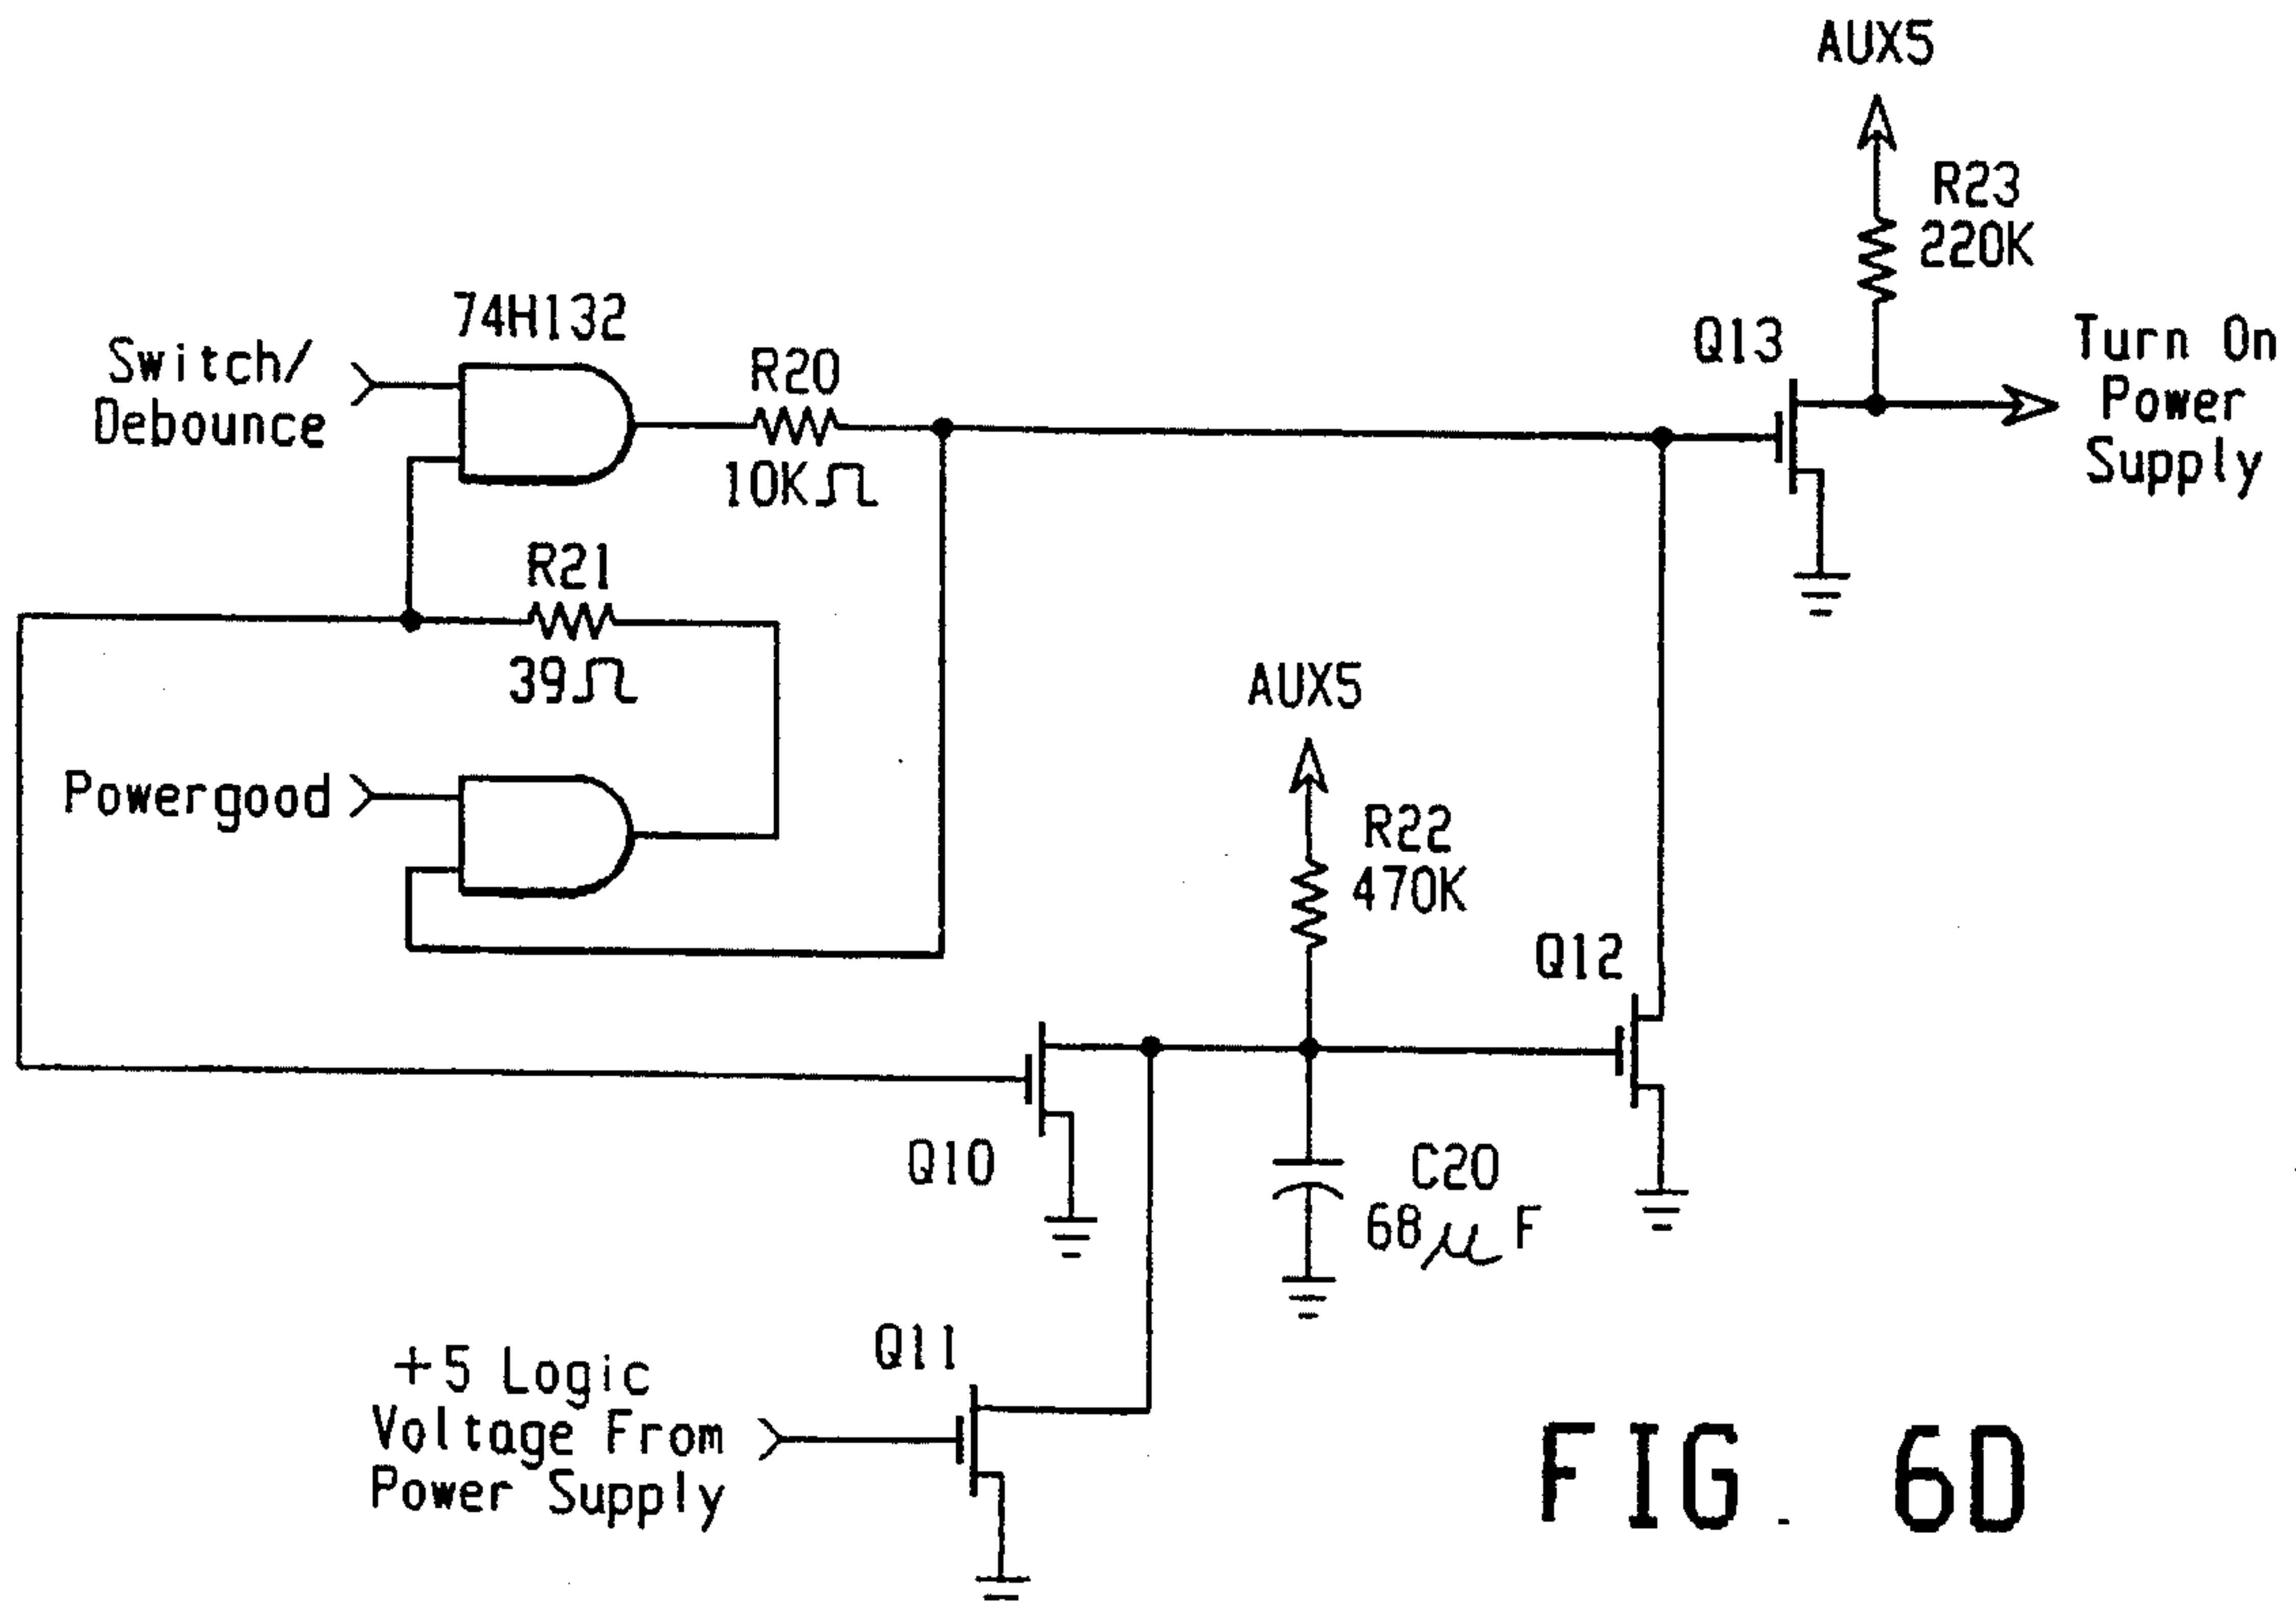 AUX5
R23
220K
Q13
Turn On
Power
Supply
74H132
Switch/
Debounce
R20
10KΩ
R21
39Ω
Powergood
AUX5
R22
470K
Q12
Q10
C20
68μF
Q11
+5 Logic
Voltage From
Power Supply
FIG. 6D